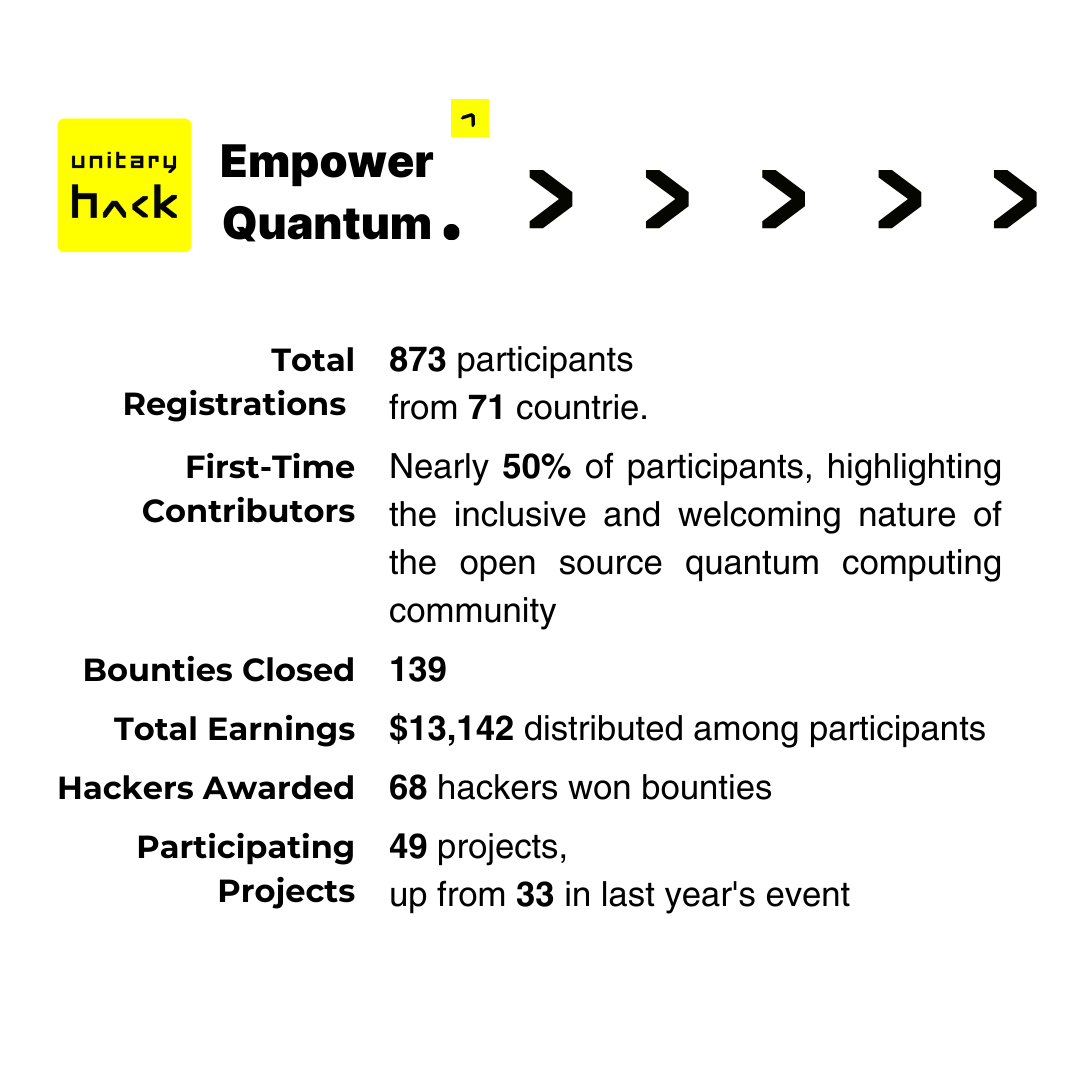 unitary
hack
Empower
Quantum.
> > > > >
Total
Registrations
873 participants
from 71 countrie.
First-Time
Contributors
Nearly 50% of participants, highlighting
the inclusive and welcoming nature of
the open source quantum computing
community
Bounties Closed
139
Total Earnings
$13,142 distributed among participants
Hackers Awarded
68 hackers won bounties
Participating
Projects
49 projects,
up from 33 in last year's event